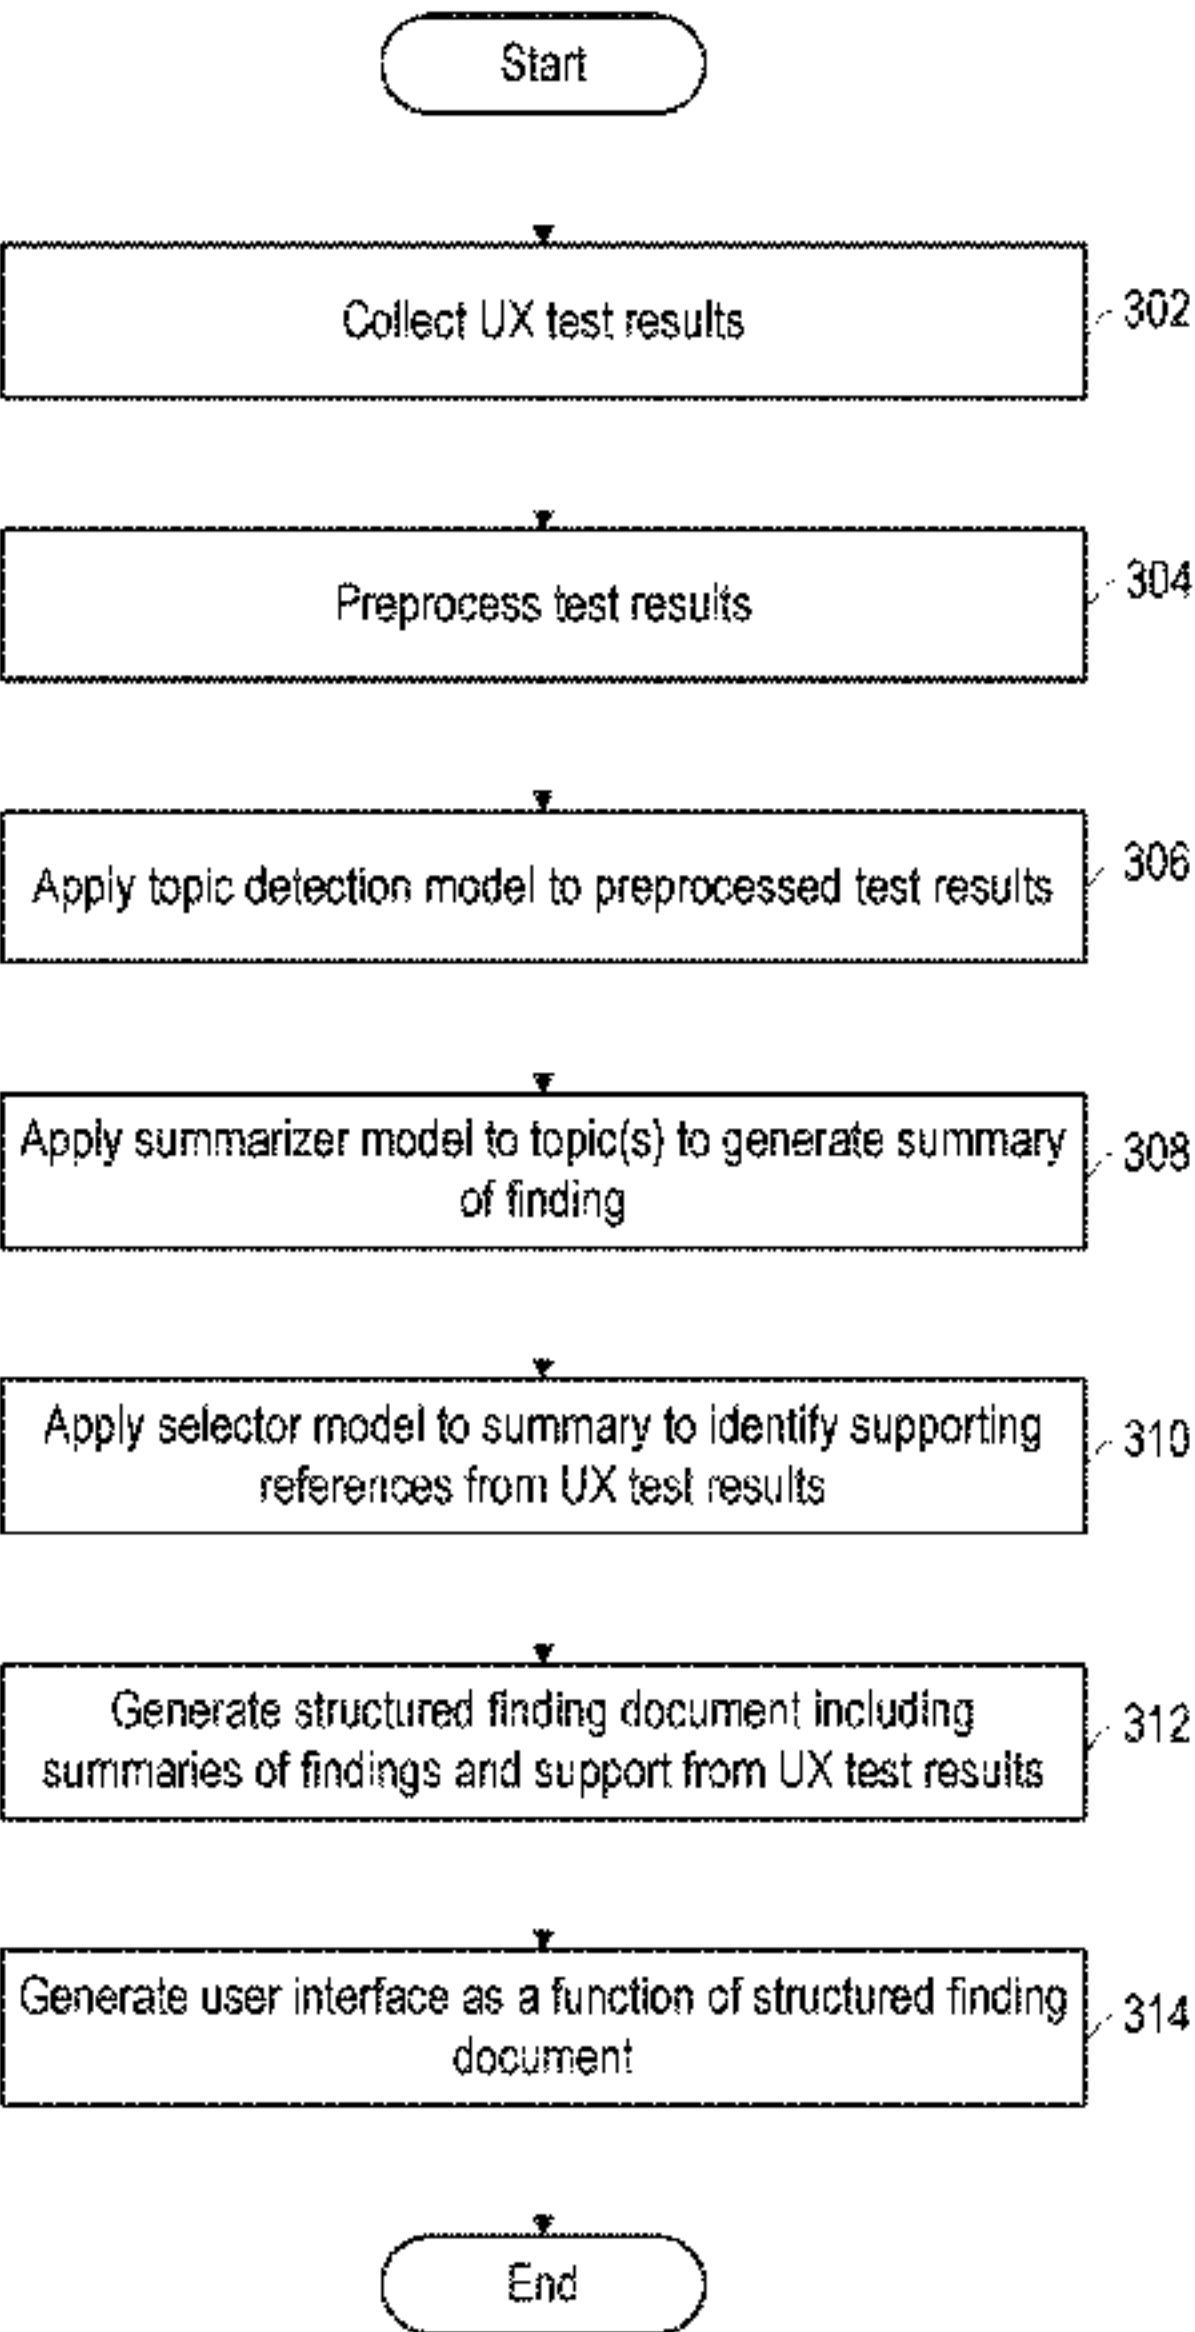 Start
Collect UX test results
302
Preprocess test results
304
Apply topic detection model to preprocessed test results
306
Apply summarizer model to topic(s) to generate summary
of finding
308
Apply selector model to summary to identify supporting
references from UX test results
310
Generate structured finding document including
summaries of findings and support from UX test results
312
Generate user interface as a function of structured finding
document
314
End